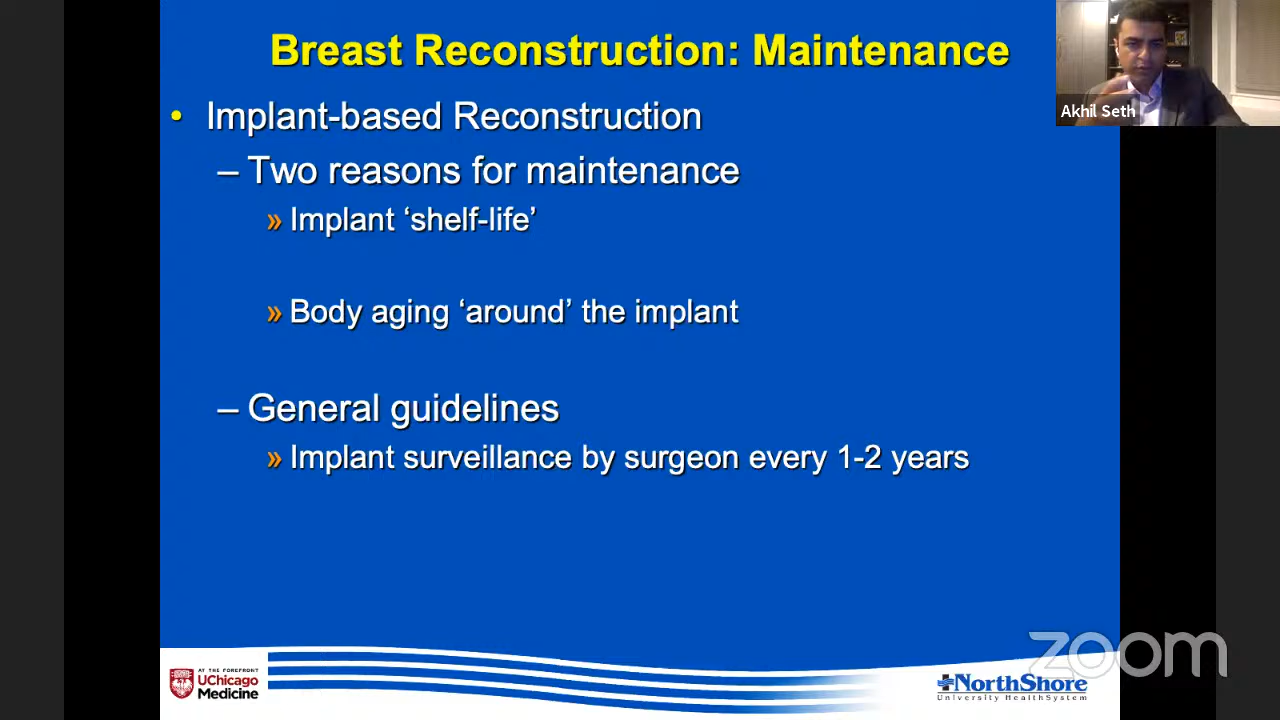 Breast Reconstruction: Maintenance
• Implant-based Reconstruction
– Two reasons for maintenance
» Implant ‘shelf-life’
» Body aging ‘around’ the implant
– General guidelines
» Implant surveillance by surgeon every 1-2 years
Akhil Seth
AT THE FOREFRONT
UChicago
Medicine
NorthShore
University HealthSystem
zoom